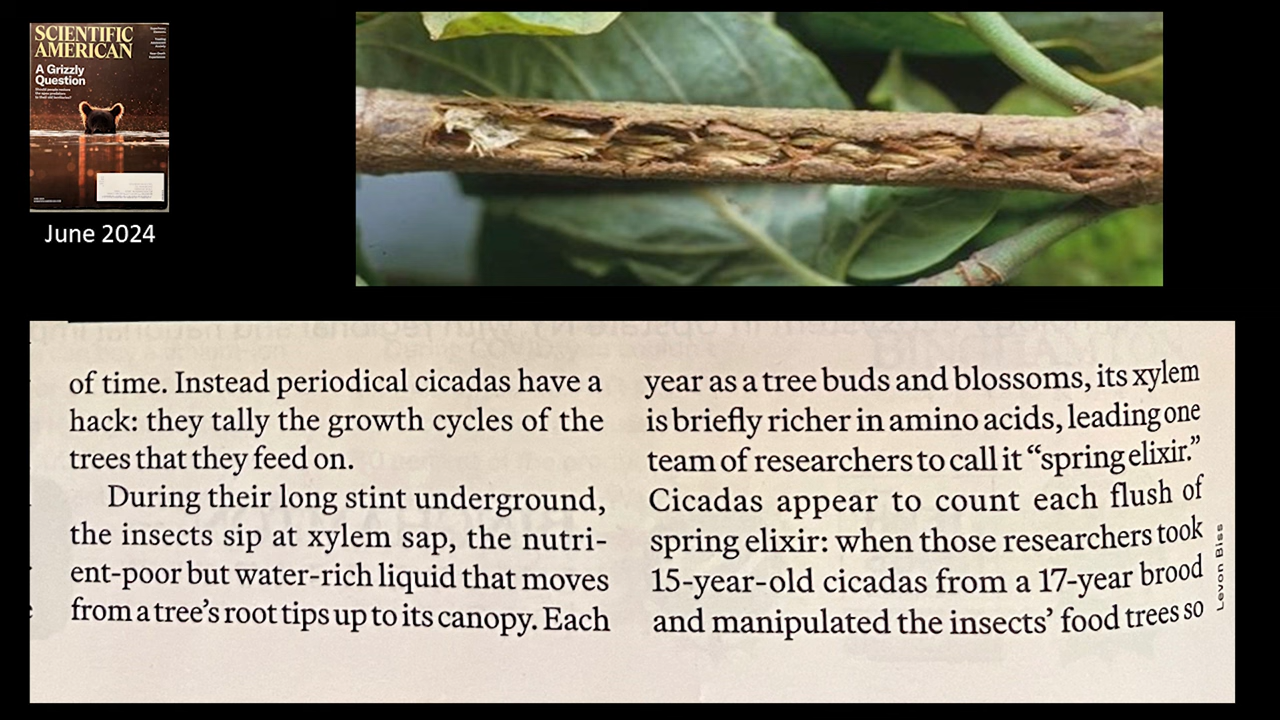 SCIENTIFIC
AMERICAN
A Grizzly
Question
June 2024
of time. Instead periodical cicadas have a
hack: they tally the growth cycles of the
trees that they feed on.
During their long stint underground,
the insects sip at xylem sap, the nutri-
ent-poor but water-rich liquid that moves
from a tree’s root tips up to its canopy. Each
year as a tree buds and blossoms, its xylem
is briefly richer in amino acids, leading one
team of researchers to call it “spring elixir.”
Cicadas appear to count each flush of
spring elixir: when those researchers took
15-year-old cicadas from a 17-year brood
and manipulated the insects’ food trees so
Levon Biss